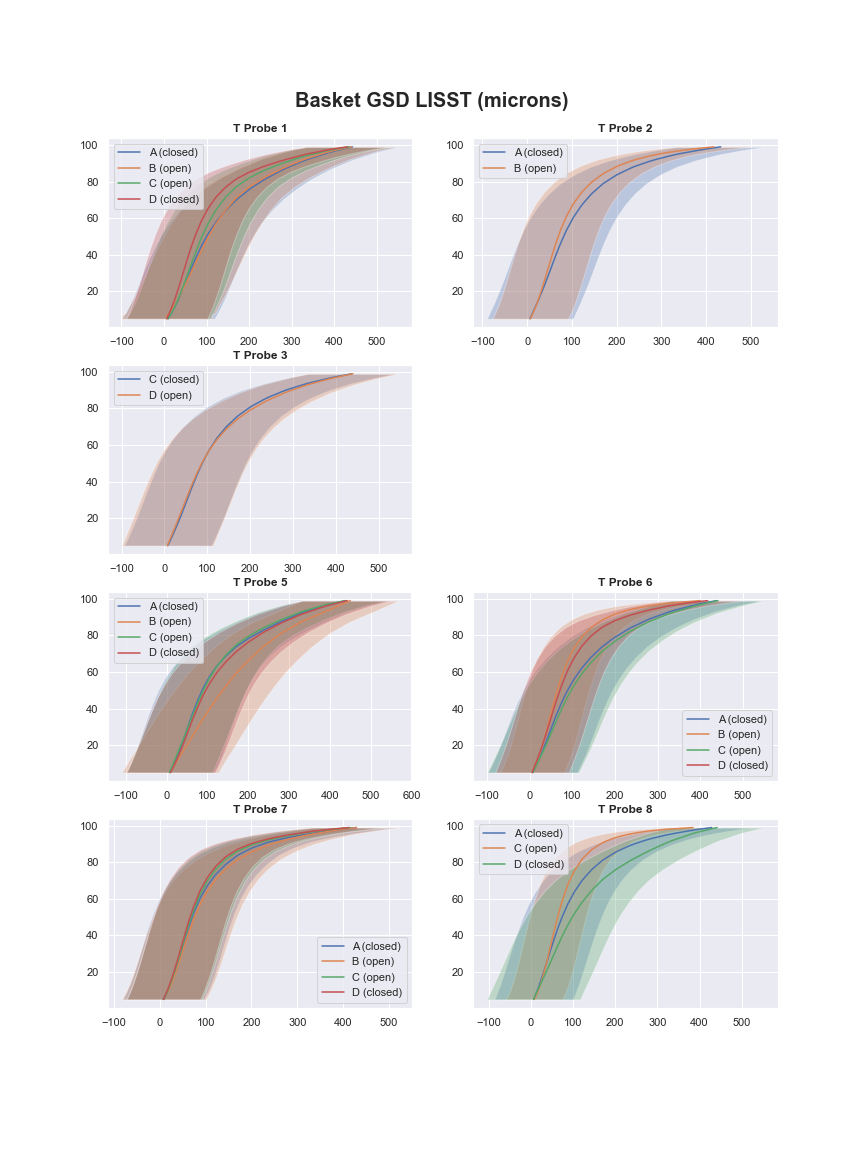 Basket GSD LISST (microns)
T Probe 1
100
80
60
40
20
A (closed)
B (open)
C (open)
D (closed)
−100 0 100 200 300 400 500
T Probe 2
100
80
60
40
20
A (closed)
B (open)
−100 0 100 200 300 400 500
T Probe 3
100
80
60
40
20
C (closed)
D (open)
−100 0 100 200 300 400 500
T Probe 5
100
80
60
40
20
A (closed)
B (open)
C (open)
D (closed)
−100 0 100 200 300 400 500 600
T Probe 6
100
80
60
40
20
A (closed)
B (open)
C (open)
D (closed)
−100 0 100 200 300 400 500
T Probe 7
100
80
60
40
20
A (closed)
B (open)
C (open)
D (closed)
−100 0 100 200 300 400 500
T Probe 8
100
80
60
40
20
A (closed)
C (open)
D (closed)
−100 0 100 200 300 400 500